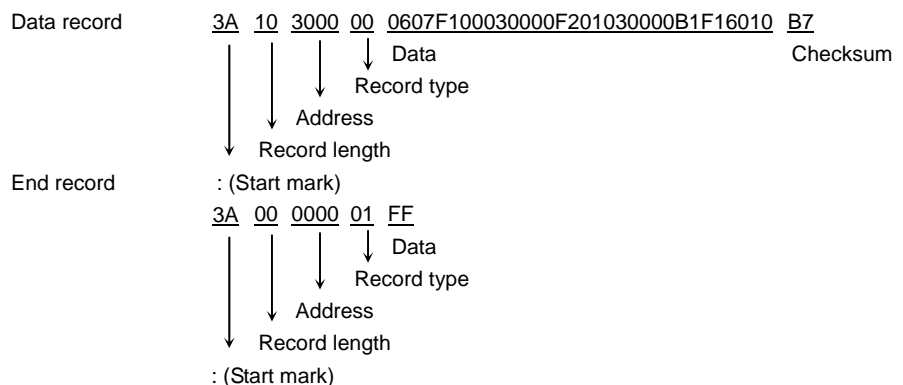 Data record 3A 10 3000 00 0607F100030000F201030000B1F16010 B7
Data Checksum
Record type
Address
Record length
End record : (Start mark)
3A 00 0000 01 FF
Data
Record type
Address
Record length
: (Start mark)